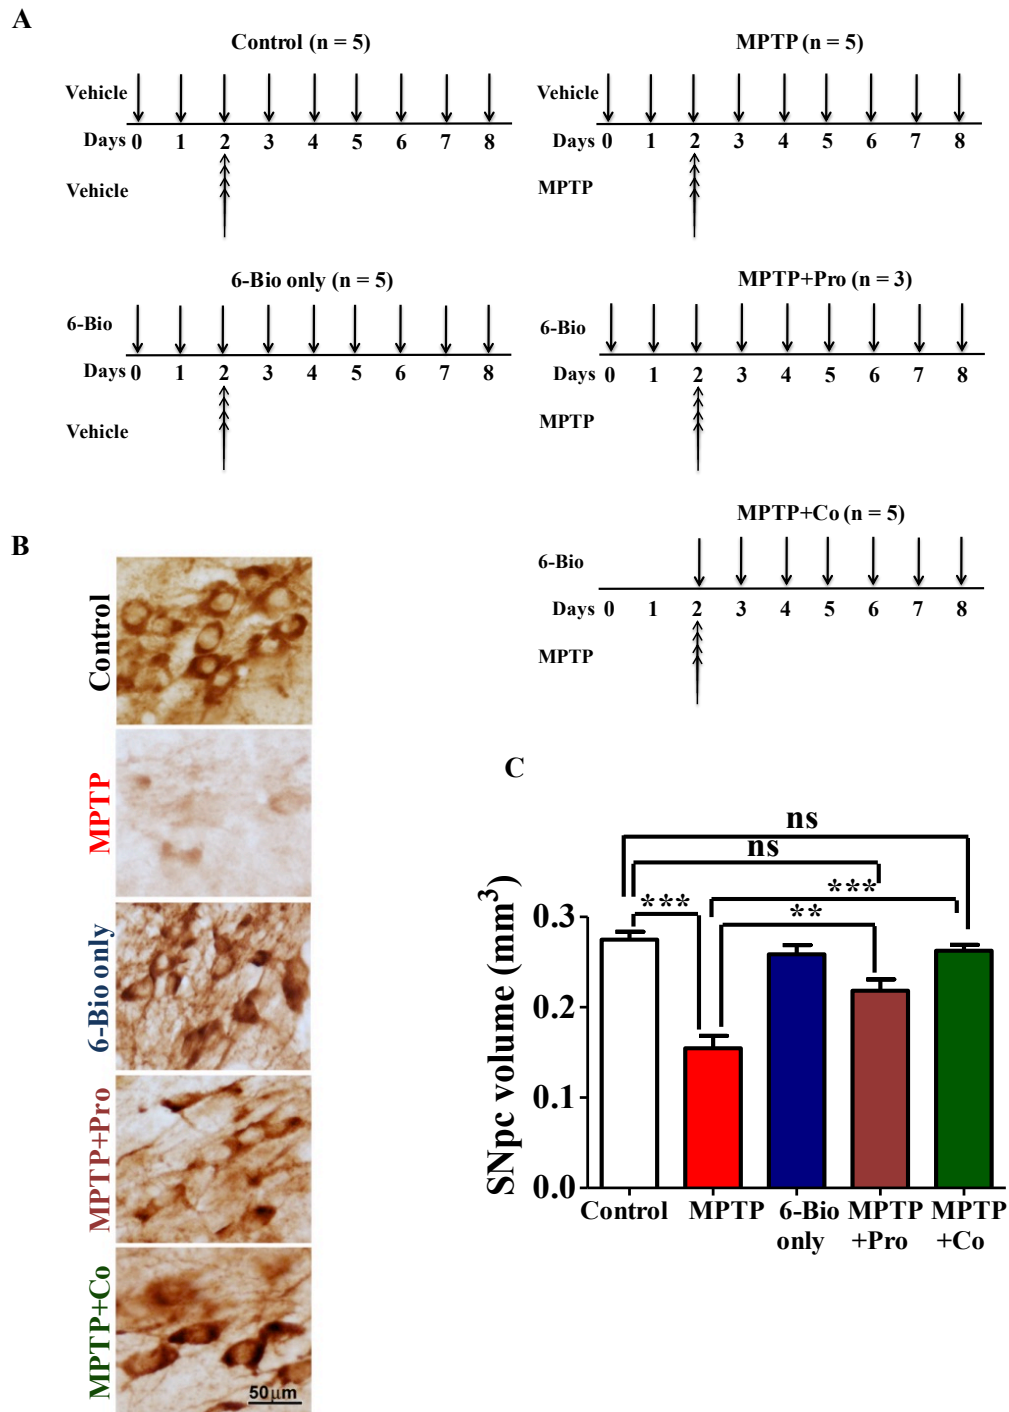 A
Control (n = 5)
Vehicle
Days 0 1 2 3 4 5 6 7 8
Vehicle
MPTP (n = 5)
Vehicle
Days 0 1 2 3 4 5 6 7 8
MPTP
6-Bio only (n = 5)
6-Bio
Days 0 1 2 3 4 5 6 7 8
Vehicle
MPTP+Pro (n = 3)
6-Bio
Days 0 1 2 3 4 5 6 7 8
MPTP
MPTP+Co (n = 5)
6-Bio
Days 0 1 2 3 4 5 6 7 8
MPTP
B
Control
MPTP
6-Bio only
MPTP+Pro
MPTP+Co
50µm
C
ns
ns
***
***
**
SNpc volume (mm³)
0.3
0.2
0.1
0.0
Control MPTP 6-Bio MPTP MPTP
only +Pro +Co